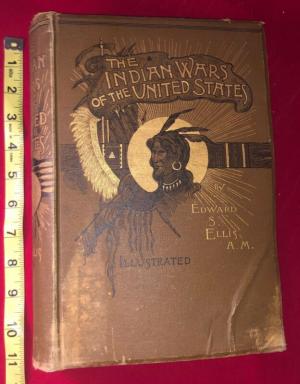 THE
INDIAN WARS
OF THE UNITED STATES
BY
EDWARD
S.
ELLIS
A.M.
ILLUSTRATED
1
2
3
4
5
6
7
8
9
10
11